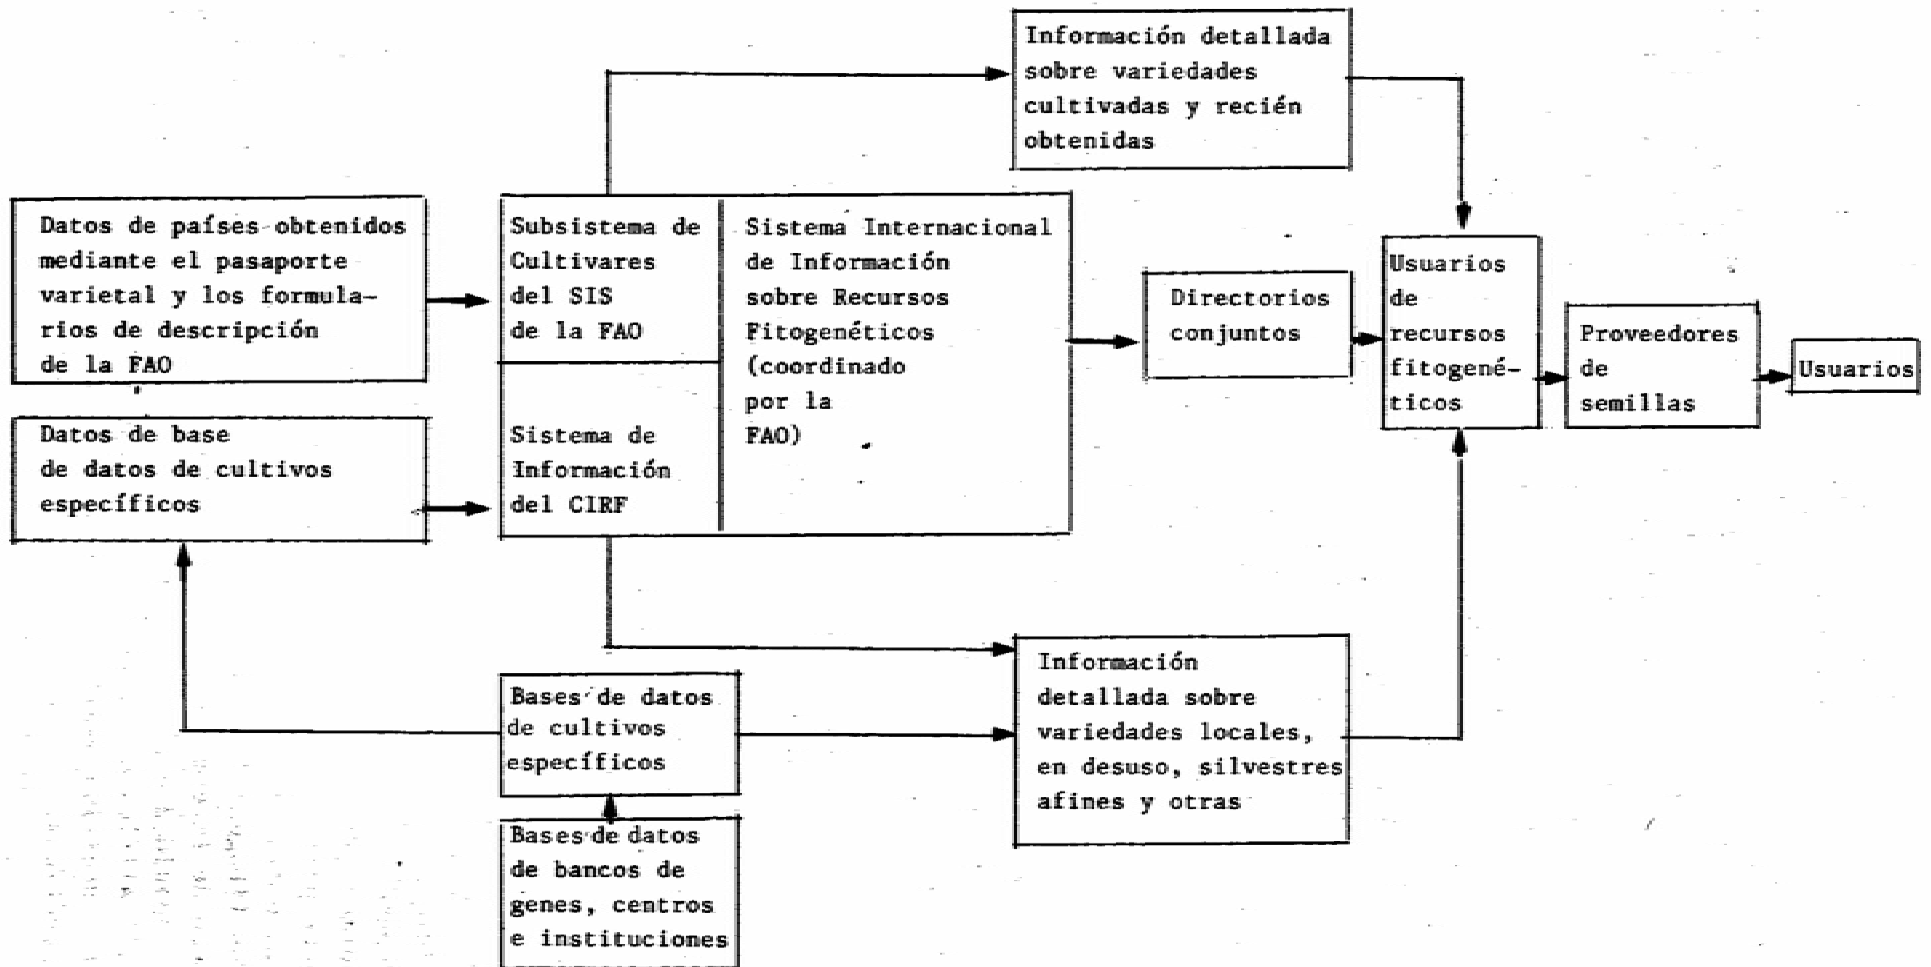 Información detallada
sobre variedades
cultivadas y recién
obtenidas
Datos de países obtenidos
mediante el pasaporte
varietal y los formula-
rios de descripción
de la FAO
Subsistema de
Cultivares
del SIS
de la FAO
Sistema Internacional
de Información
sobre Recursos
Fitogenéticos
(coordinado
por la
FAO)
Directorios
conjuntos
Usuarios
de
recursos
fitogené-
ticos
Proveedores
de
semillas
Usuarios
Datos de base
de datos de cultivos
específicos
Sistema de
Información
del CIRF
Bases de datos
de cultivos
específicos
Información
detallada sobre
variedades locales,
en desuso, silvestres
afines y otras
Bases de datos
de bancos de
genes, centros
e instituciones